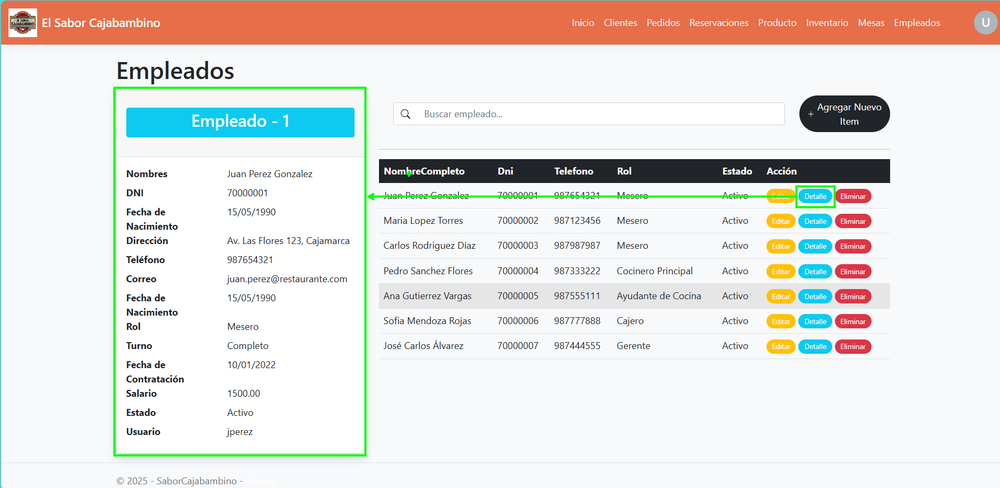 EL SABOR
CAJABAMBINO
El Sabor Cajabambino
Inicio Clientes Pedidos Reservaciones Producto Inventario Mesas Empleados
U
Empleados
Empleado - 1
Nombres Juan Perez Gonzalez
DNI 70000001
Fecha de 15/05/1990
Nacimiento
Dirección Av. Las Flores 123, Cajamarca
Teléfono 987654321
Correo juan.perez@restaurante.com
Fecha de 15/05/1990
Nacimiento
Rol Mesero
Turno Completo
Fecha de 10/01/2022
Contratación
Salario 1500.00
Estado Activo
Usuario jperez
Buscar empleado...
+ Agregar Nuevo
Item
NombreCompleto Dni Telefono Rol Estado Acción
Juan Perez Gonzalez 70000001 987654321 Mesero Activo Editar Detalle Eliminar
Maria Lopez Torres 70000002 987123456 Mesero Activo Editar Detalle Eliminar
Carlos Rodriguez Diaz 70000003 987987987 Mesero Activo Editar Detalle Eliminar
Pedro Sanchez Flores 70000004 987333222 Cocinero Principal Activo Editar Detalle Eliminar
Ana Gutierrez Vargas 70000005 987555111 Ayudante de Cocina Activo Editar Detalle Eliminar
Sofia Mendoza Rojas 70000006 987777888 Cajero Activo Editar Detalle Eliminar
José Carlos Álvarez 70000007 987444555 Gerente Activo Editar Detalle Eliminar
© 2025 - SaborCajabambino - Privacy